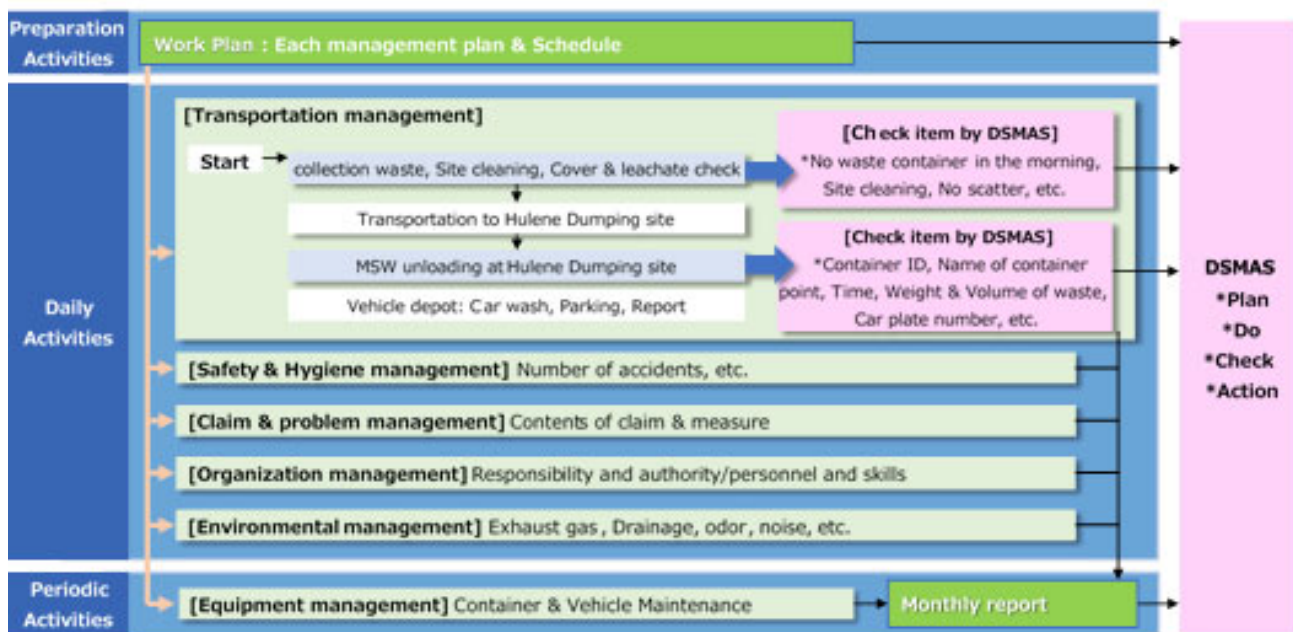 Preparation
Activities
Work Plan : Each management plan & Schedule
Daily
Activities
[Transportation management]
Start
collection waste, Site cleaning, Cover & leachate check
Transportation to Hulene Dumping site
MSW unloading at Hulene Dumping site
Vehicle depot: Car wash, Parking, Report
[Check item by DSMAS]
*No waste container in the morning,
Site cleaning, No scatter, etc.
[Check item by DSMAS]
*Container ID, Name of container
point, Time, Weight & Volume of waste,
Car plate number, etc.
[Safety & Hygiene management] Number of accidents, etc.
[Claim & problem management] Contents of claim & measure
[Organization management] Responsibility and authority/personnel and skills
[Environmental management] Exhaust gas , Drainage, odor, noise, etc.
Periodic
Activities
[Equipment management] Container & Vehicle Maintenance
Monthly report
DSMAS
*Plan
*Do
*Check
*Action